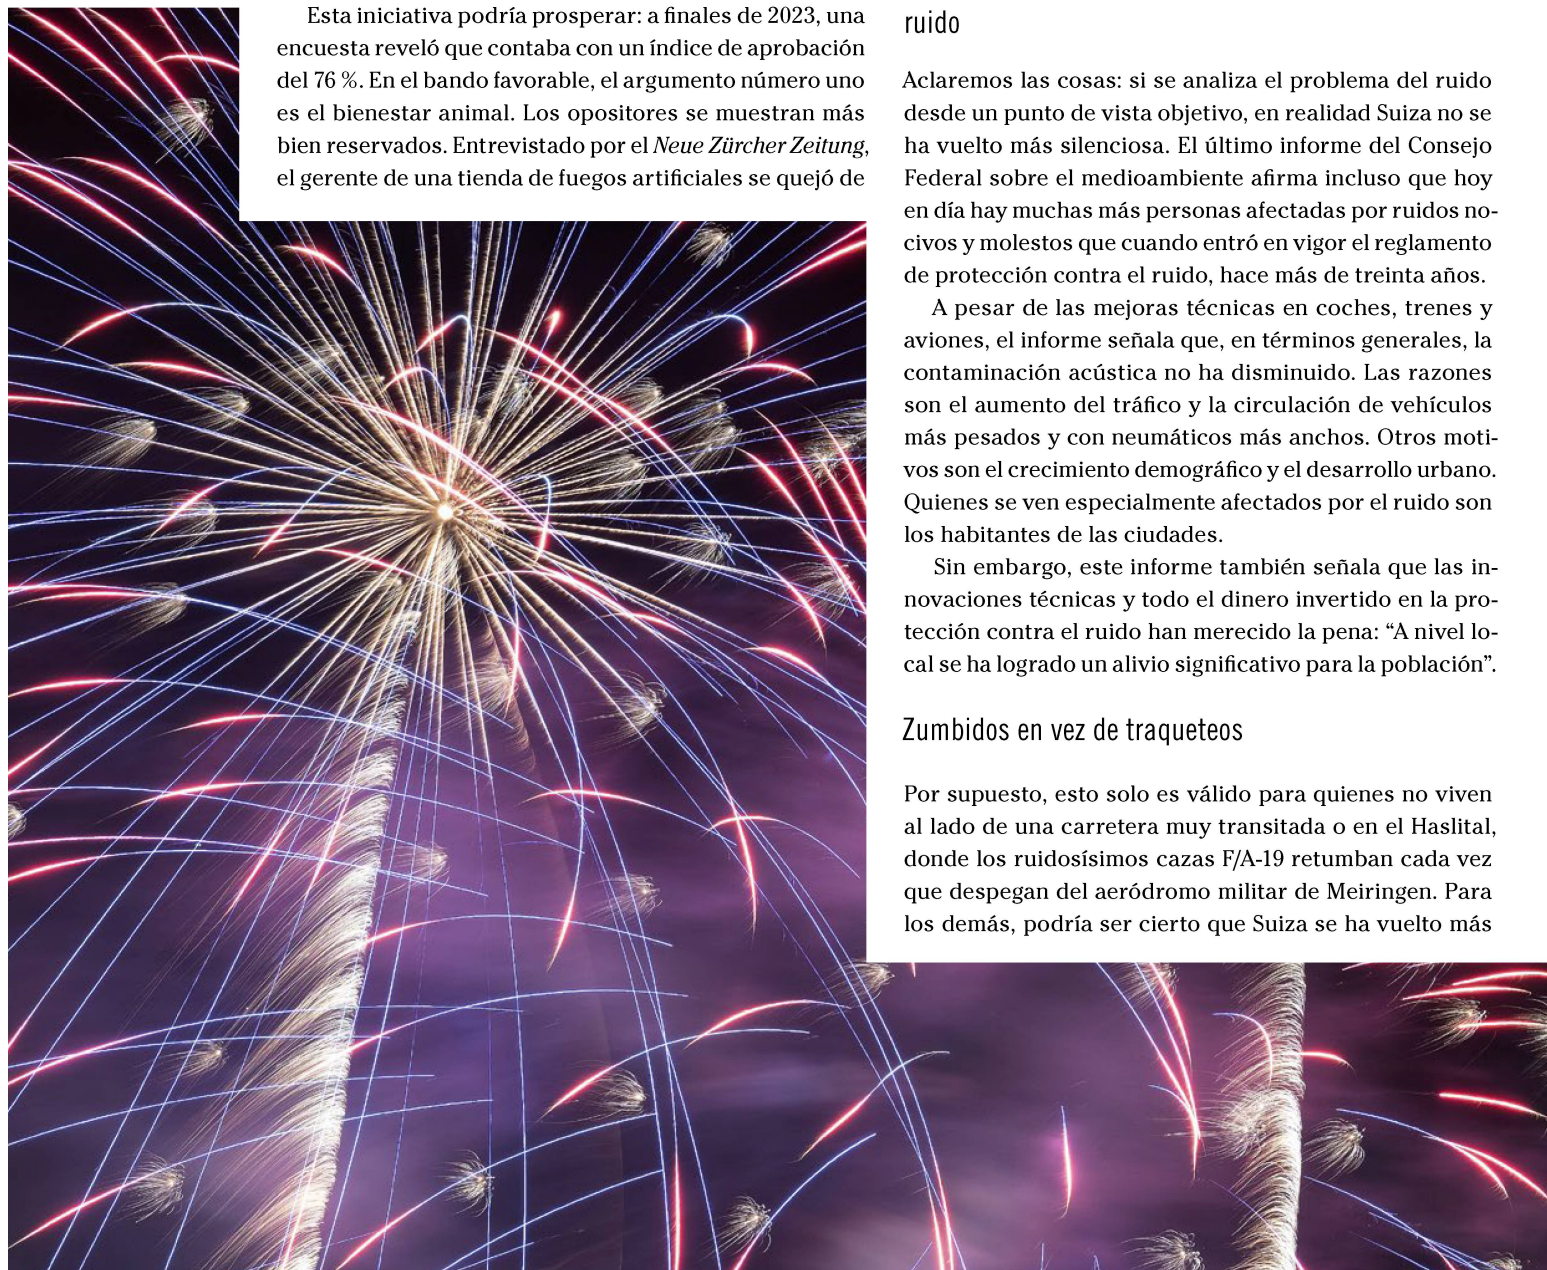 Esta iniciativa podría prosperar: a finales de 2023, una
encuesta reveló que contaba con un índice de aprobación
del 76 %. En el bando favorable, el argumento número uno
es el bienestar animal. Los opositores se muestran más
bien reservados. Entrevistado por el Neue Zürcher Zeitung,
el gerente de una tienda de fuegos artificiales se quejó de
ruido
Aclaremos las cosas: si se analiza el problema del ruido
desde un punto de vista objetivo, en realidad Suiza no se
ha vuelto más silenciosa. El último informe del Consejo
Federal sobre el medioambiente afirma incluso que hoy
en día hay muchas más personas afectadas por ruidos no-
civos y molestos que cuando entró en vigor el reglamento
de protección contra el ruido, hace más de treinta años.
A pesar de las mejoras técnicas en coches, trenes y
aviones, el informe señala que, en términos generales, la
contaminación acústica no ha disminuido. Las razones
son el aumento del tráfico y la circulación de vehículos
más pesados y con neumáticos más anchos. Otros moti-
vos son el crecimiento demográfico y el desarrollo urbano.
Quienes se ven especialmente afectados por el ruido son
los habitantes de las ciudades.
Sin embargo, este informe también señala que las in-
novaciones técnicas y todo el dinero invertido en la pro-
tección contra el ruido han merecido la pena: “A nivel lo-
cal se ha logrado un alivio significativo para la población”.
Zumbidos en vez de traqueteos
Por supuesto, esto solo es válido para quienes no viven
al lado de una carretera muy transitada o en el Haslital,
donde los ruidosísimos cazas F/A-19 retumban cada vez
que despegan del aeródromo militar de Meiringen. Para
los demás, podría ser cierto que Suiza se ha vuelto más